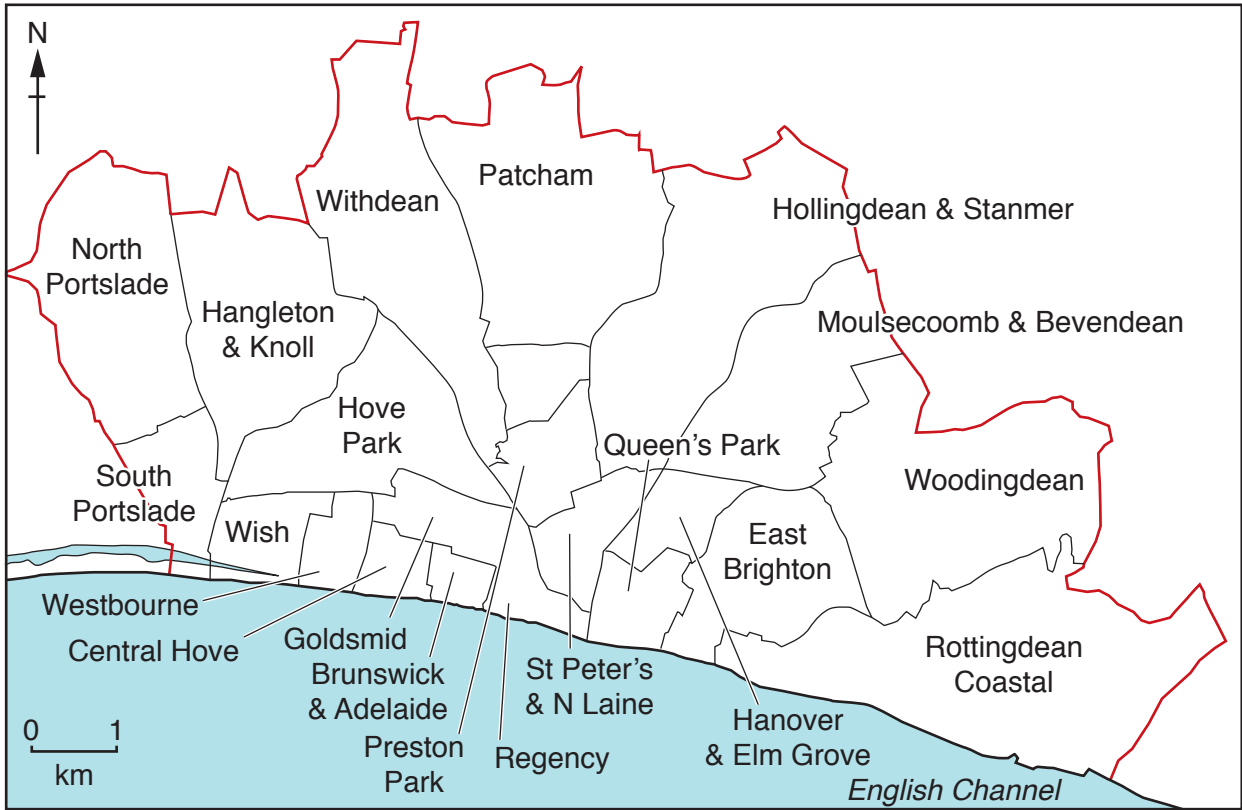 N
Patcham
Withdean
Hollingdean & Stanmer
North
Portslade
Hangleton
& Knoll
Moulsecoomb & Bevendean
Hove
Park
Queen's Park
South
Portslade
Woodingdean
Wish
East
Brighton
Westbourne
Central Hove
Goldsmid
Brunswick
& Adelaide
Preston
Park
Regency
St Peter's
& N Laine
Hanover
& Elm Grove
Rottingdean
Coastal
0 1
km
English Channel